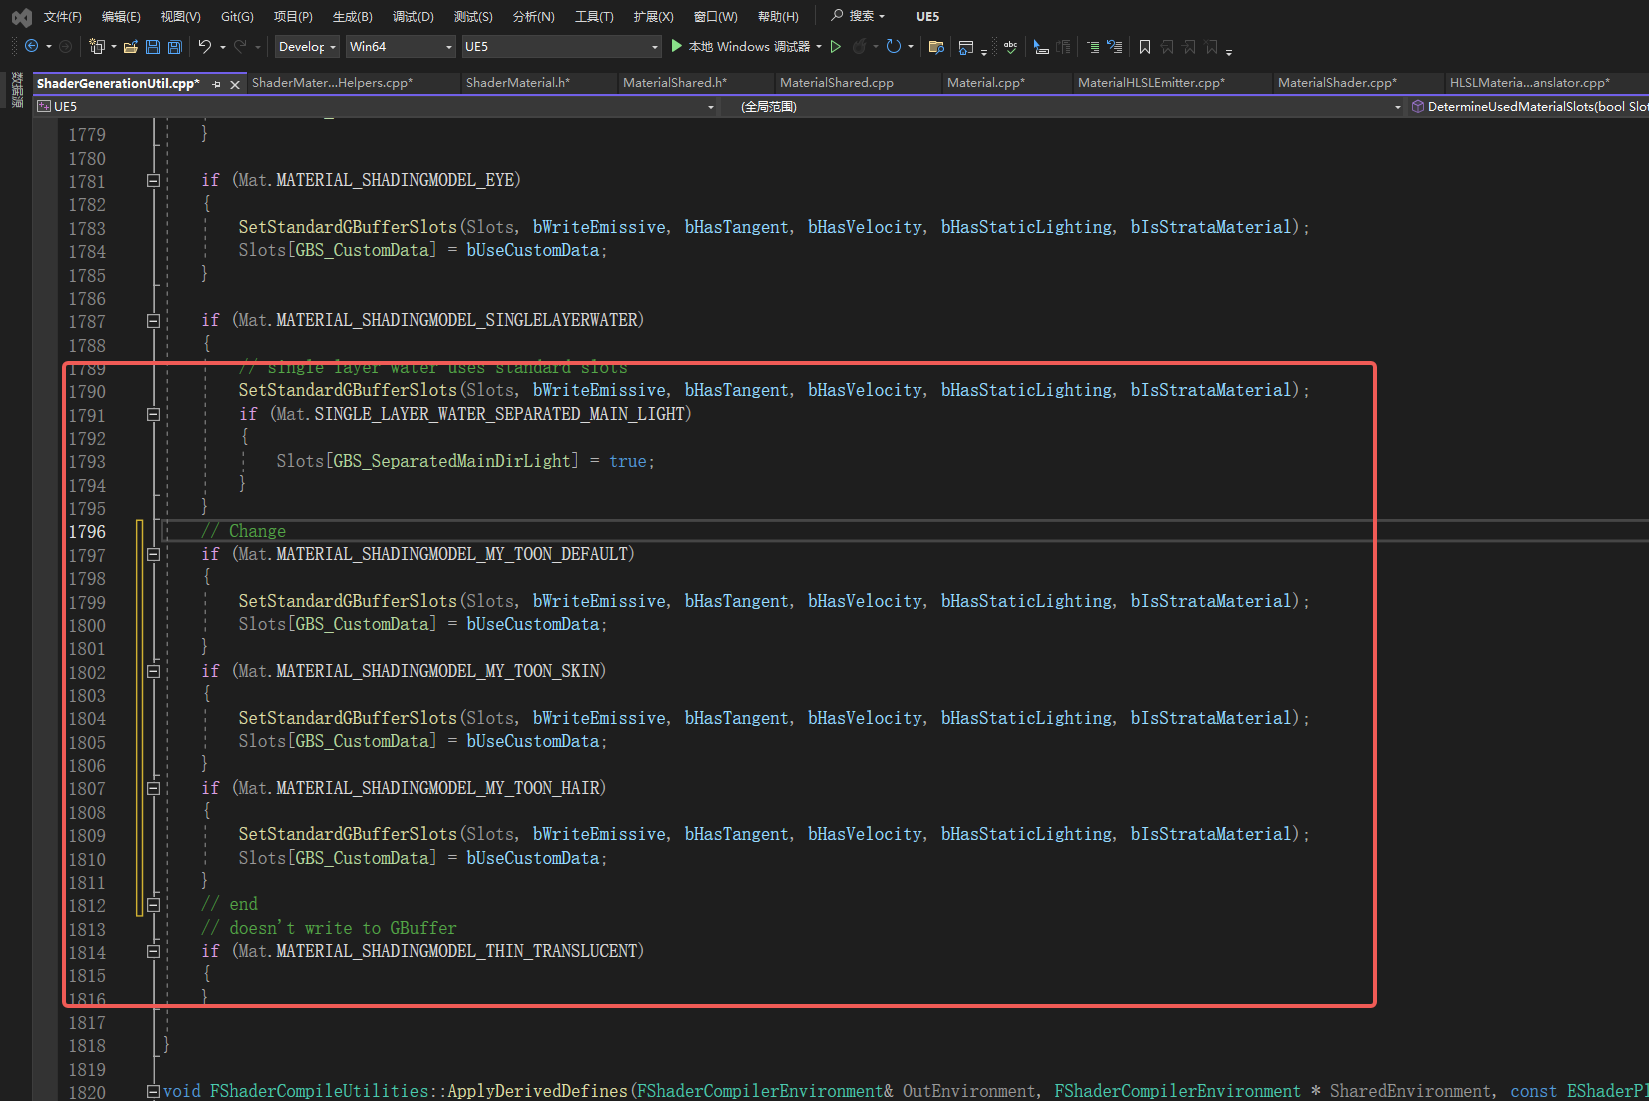 文件(F) 编辑(E) 视图(V) Git(G) 项目(P) 生成(B) 调试(D) 测试(S) 分析(N) 工具(T) 扩展(X) 窗口(W) 帮助(H) 搜索 UE5
Develop Win64 UE5 本地 Windows 调试器
数据源
ShaderGenerationUtil.cpp* ShaderMater...Helpers.cpp* ShaderMaterial.h* MaterialShared.h* MaterialShared.cpp Material.cpp* MaterialHLSLEmitter.cpp* MaterialShader.cpp* HLSLMateria...anslator.cpp*
UE5 (全局范围) DetermineUsedMaterialSlots(bool Slo
1779 }
1780
1781 if (Mat.MATERIAL_SHADINGMODEL_EYE)
1782 {
1783 SetStandardGBufferSlots(Slots, bWriteEmissive, bHasTangent, bHasVelocity, bHasStaticLighting, bIsStrataMaterial);
1784 Slots[GBS_CustomData] = bUseCustomData;
1785 }
1786
1787 if (Mat.MATERIAL_SHADINGMODEL_SINGLELAYERWATER)
1788 {
1789 // single layer water uses standard slots
1790 SetStandardGBufferSlots(Slots, bWriteEmissive, bHasTangent, bHasVelocity, bHasStaticLighting, bIsStrataMaterial);
1791 if (Mat.SINGLE_LAYER_WATER_SEPARATED_MAIN_LIGHT)
1792 {
1793 Slots[GBS_SeparatedMainDirLight] = true;
1794 }
1795 }
1796 // Change
1797 if (Mat.MATERIAL_SHADINGMODEL_MY_TOON_DEFAULT)
1798 {
1799 SetStandardGBufferSlots(Slots, bWriteEmissive, bHasTangent, bHasVelocity, bHasStaticLighting, bIsStrataMaterial);
1800 Slots[GBS_CustomData] = bUseCustomData;
1801 }
1802 if (Mat.MATERIAL_SHADINGMODEL_MY_TOON_SKIN)
1803 {
1804 SetStandardGBufferSlots(Slots, bWriteEmissive, bHasTangent, bHasVelocity, bHasStaticLighting, bIsStrataMaterial);
1805 Slots[GBS_CustomData] = bUseCustomData;
1806 }
1807 if (Mat.MATERIAL_SHADINGMODEL_MY_TOON_HAIR)
1808 {
1809 SetStandardGBufferSlots(Slots, bWriteEmissive, bHasTangent, bHasVelocity, bHasStaticLighting, bIsStrataMaterial);
1810 Slots[GBS_CustomData] = bUseCustomData;
1811 }
1812 // end
1813 // doesn't write to GBuffer
1814 if (Mat.MATERIAL_SHADINGMODEL_THIN_TRANSLUCENT)
1815 {
1816 }
1817
1818 }
1819
1820 void FShaderCompileUtilities::ApplyDerivedDefines(FShaderCompilerEnvironment& OutEnvironment, FShaderCompilerEnvironment * SharedEnvironment, const EShaderPl